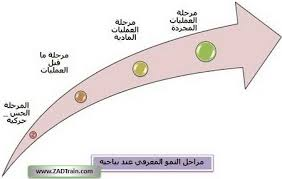 مرحلة
العمليات
المجردة
مرحلة
العمليات
المادية
مرحلة ما
قبل
العمليات
المرحلة
الحس _
حركية
مراحل النمو المعرفي عند بياجيه
www.ZADTrain.com